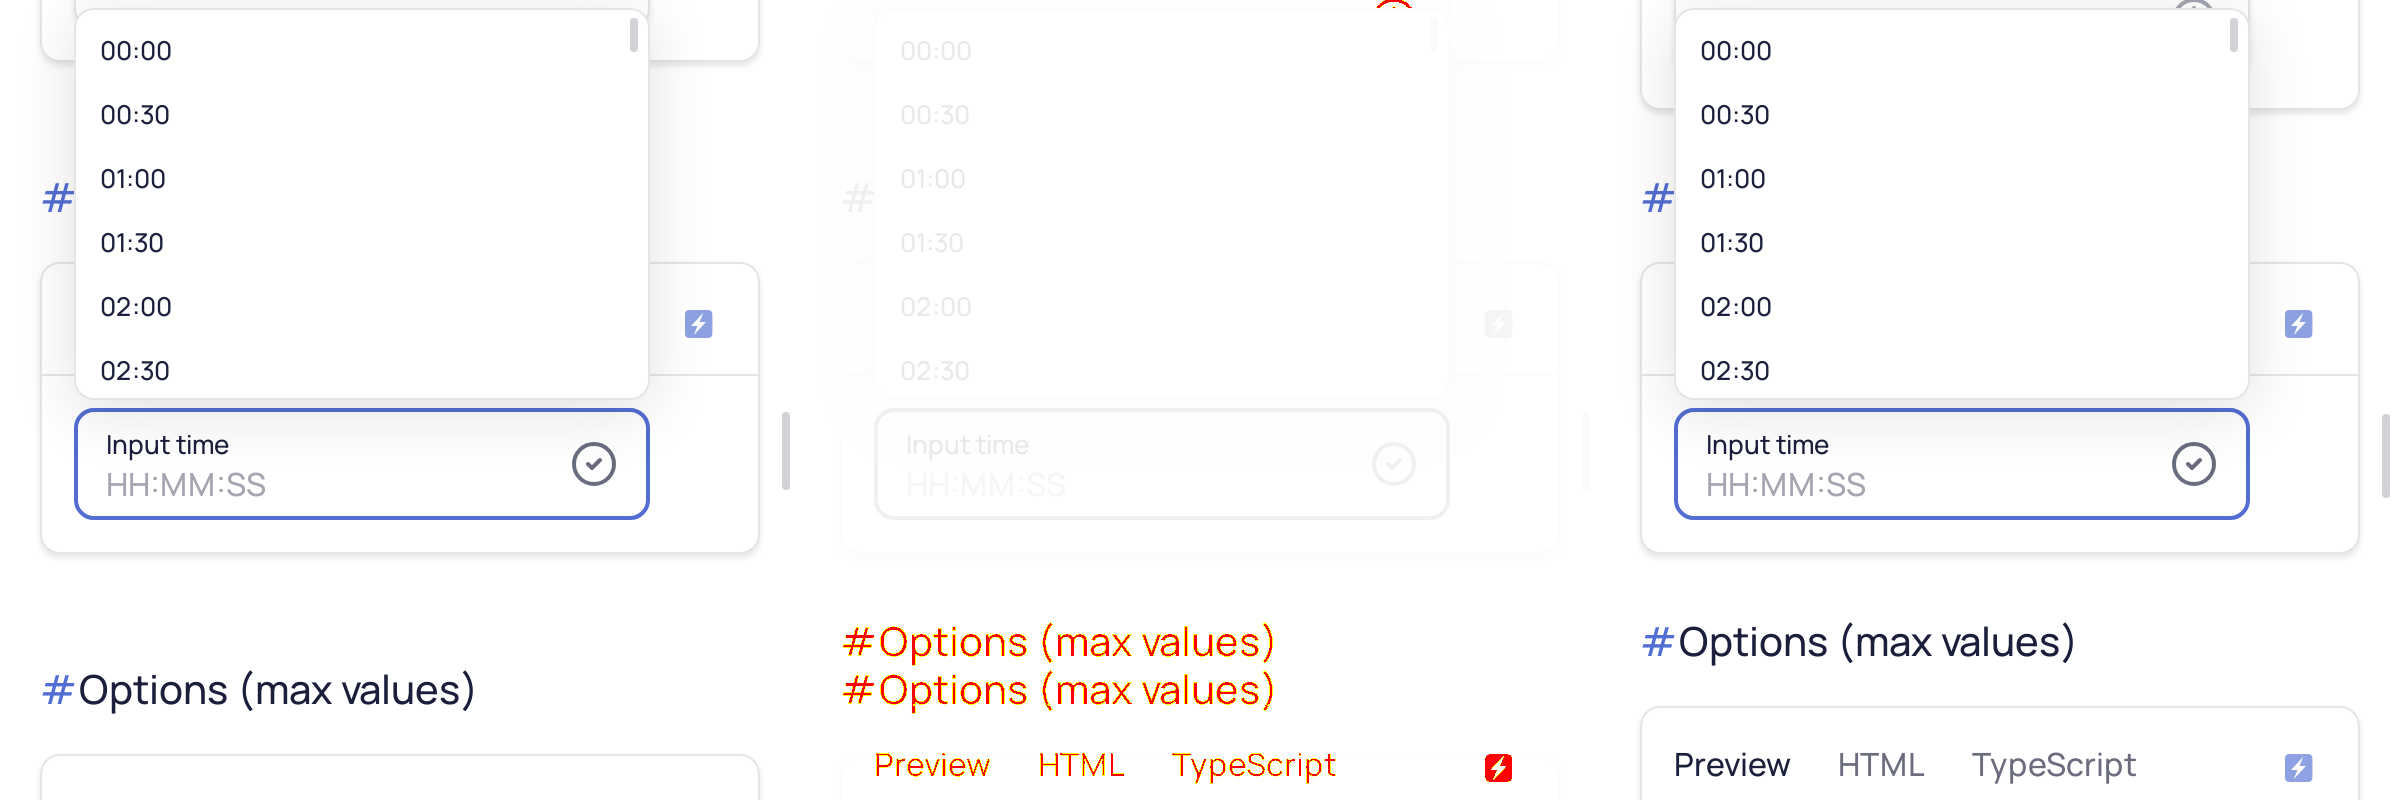 00:00
00:30
01:00
01:30
02:00
02:30
#
Input time
HH:MM:SS
#Options (max values)
00:00
00:30
01:00
01:30
02:00
02:30
#
Input time
HH:MM:SS
#Options (max values)
#Options (max values)
Preview HTML TypeScript
00:00
00:30
01:00
01:30
02:00
02:30
#
Input time
HH:MM:SS
#Options (max values)
Preview HTML TypeScript